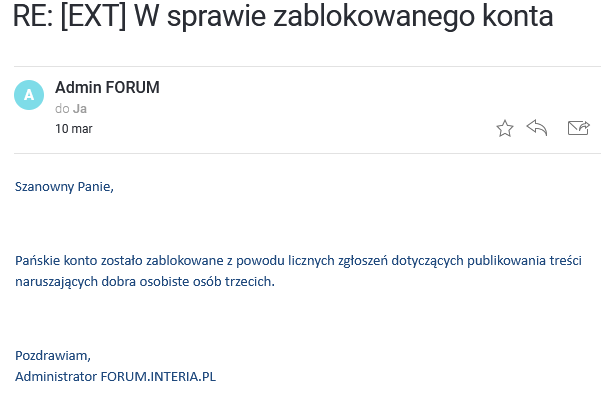 RE: [EXT] W sprawie zablokowanego konta
A
Admin FORUM
do Ja
10 mar
Szanowny Panie,
Pańskie konto zostało zablokowane z powodu licznych zgłoszeń dotyczących publikowania treści
naruszających dobra osobiste osób trzecich.
Pozdrawiam,
Administrator FORUM.INTERIA.PL